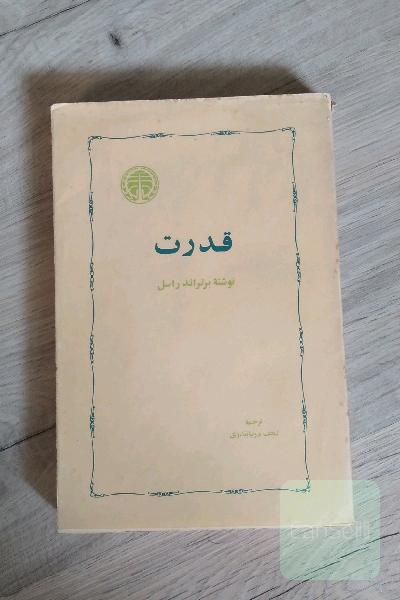 قدرت
نوشتهٔ برتراند راسل
ترجمهٔ
نجف دریابندری